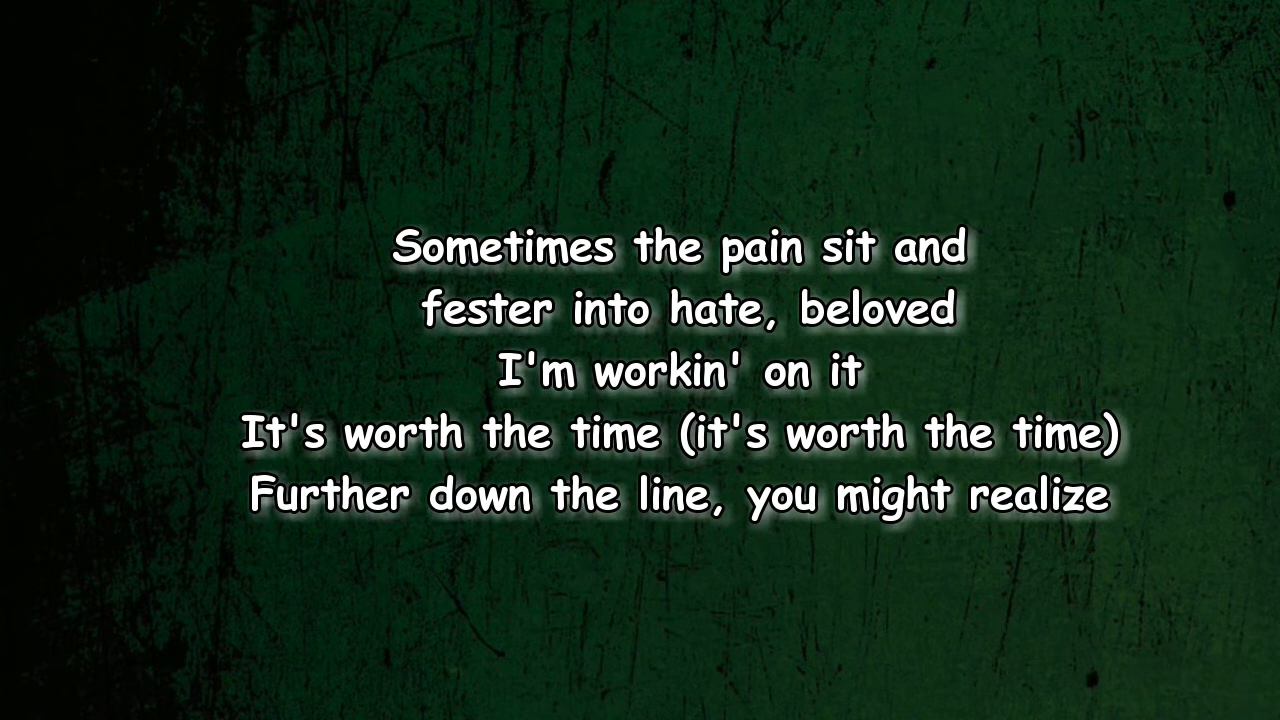 Sometimes the pain sit and
fester into hate, beloved
I'm workin' on it
It's worth the time (it's worth the time)
Further down the line, you might realize